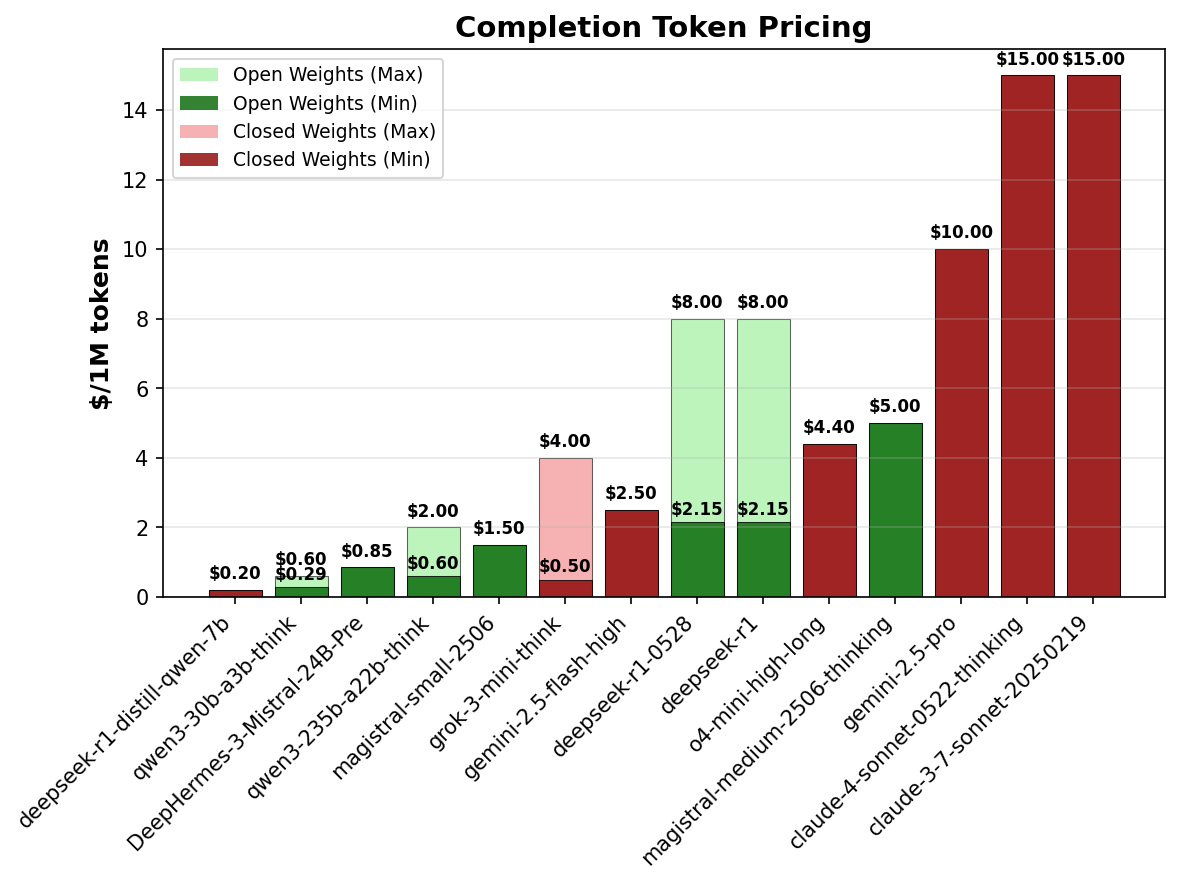 Completion Token Pricing
$/1M tokens
Open Weights (Max)
Open Weights (Min)
Closed Weights (Max)
Closed Weights (Min)
14
12
10
8
6
4
2
0
$0.20
$0.60
$0.29
$0.85
$2.00
$0.60
$1.50
$4.00
$0.50
$2.50
$8.00
$2.15
$8.00
$2.15
$4.40
$5.00
$10.00
$15.00
$15.00
deepseek-r1-distill-qwen-7b
qwen3-30b-a3b-think
DeepHermes-3-Mistral-24B-Pre
qwen3-235b-a22b-think
magistral-small-2506
grok-3-mini-think
gemini-2.5-flash-high
deepseek-r1-0528
deepseek-r1
o4-mini-high-long
magistral-medium-2506-thinking
gemini-2.5-pro
claude-4-sonnet-0522-thinking
claude-3-7-sonnet-20250219